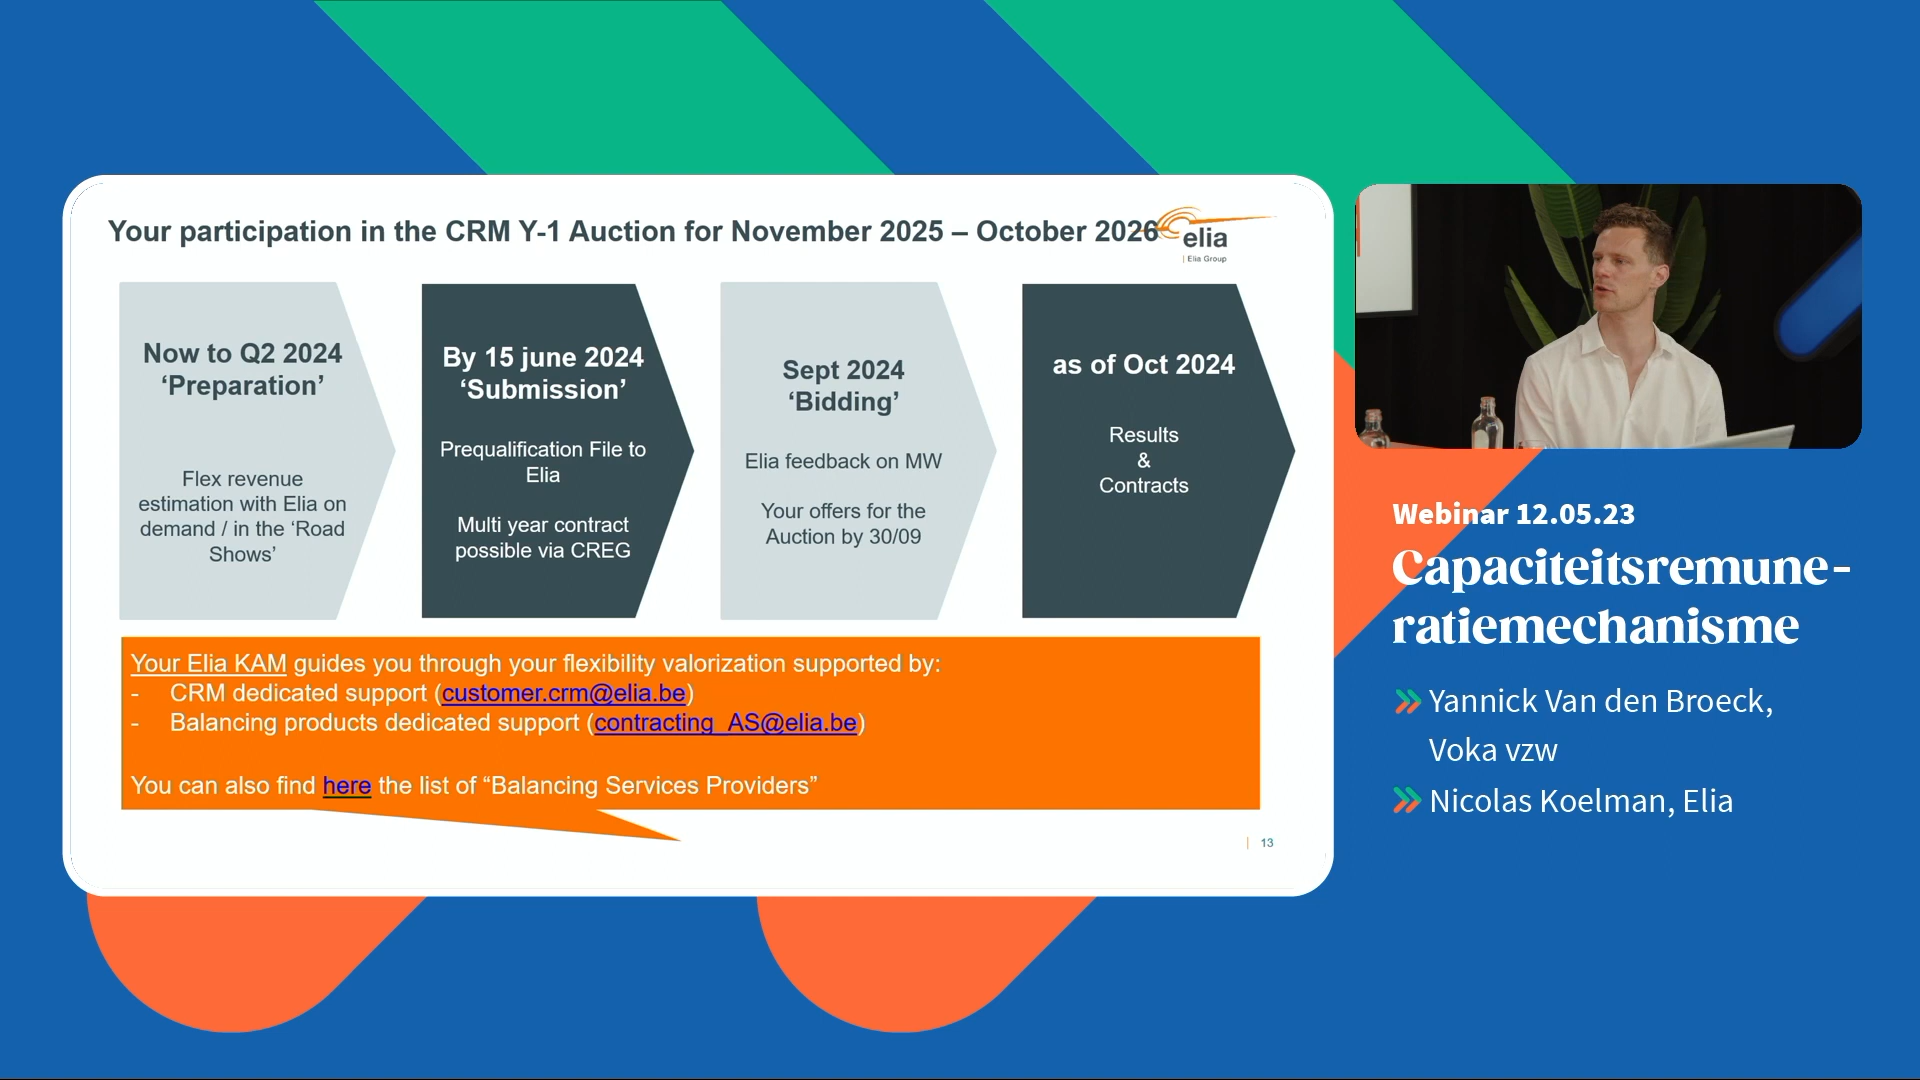 Your participation in the CRM Y-1 Auction for November 2025 – October 2026
elia
| Elia Group
Now to Q2 2024
‘Preparation’
Flex revenue
estimation with Elia on
demand / in the ‘Road
Shows’
By 15 june 2024
‘Submission’
Prequalification File to
Elia
Multi year contract
possible via CREG
Sept 2024
‘Bidding’
Elia feedback on MW
Your offers for the
Auction by 30/09
as of Oct 2024
Results
&
Contracts
Your Elia KAM guides you through your flexibility valorization supported by:
- CRM dedicated support (customer.crm@elia.be)
- Balancing products dedicated support (contracting_AS@elia.be)
You can also find here the list of “Balancing Services Providers”
| 13
Webinar 12.05.23
Capaciteitsremune-
ratiemechanisme
Yannick Van den Broeck,
Voka vzw
Nicolas Koelman, Elia